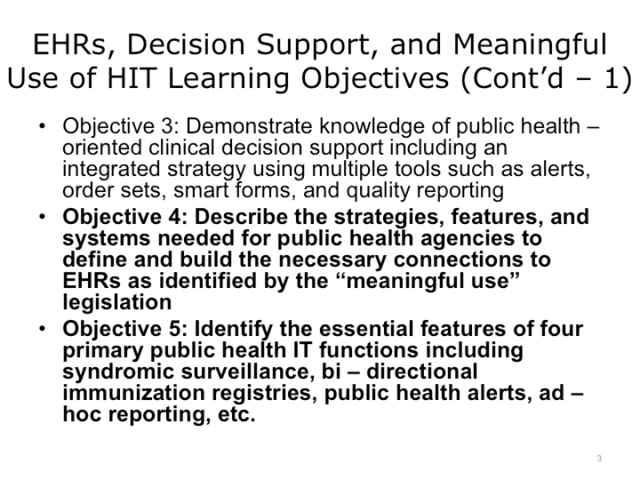 EHRs, Decision Support, and Meaningful
Use of HIT Learning Objectives (Cont’d – 1)
• Objective 3: Demonstrate knowledge of public health –
oriented clinical decision support including an
integrated strategy using multiple tools such as alerts,
order sets, smart forms, and quality reporting
• Objective 4: Describe the strategies, features, and
systems needed for public health agencies to
define and build the necessary connections to
EHRs as identified by the “meaningful use”
legislation
• Objective 5: Identify the essential features of four
primary public health IT functions including
syndromic surveillance, bi – directional
immunization registries, public health alerts, ad –
hoc reporting, etc.
3